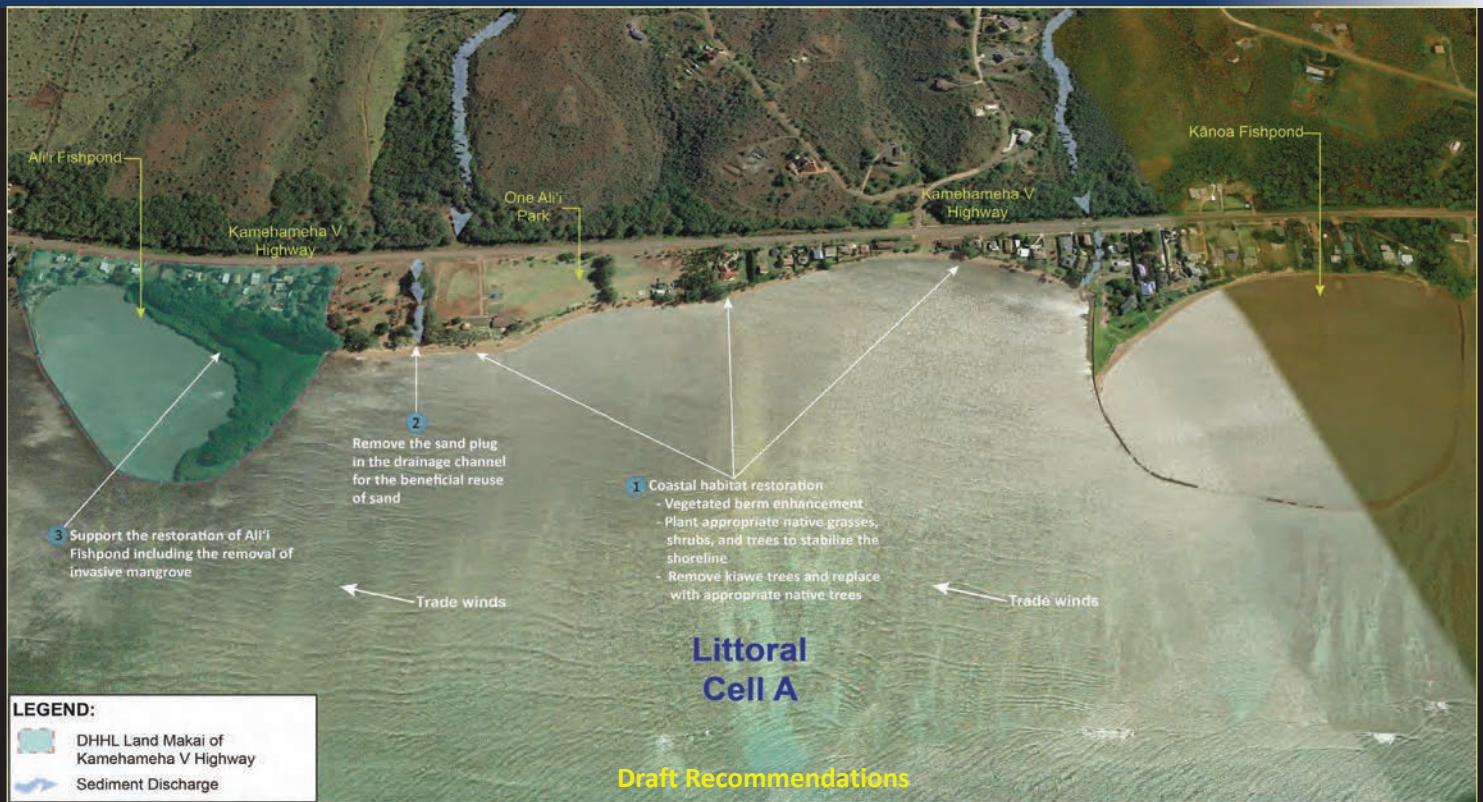 Ali'i Fishpond
Kamehameha V
Highway
One Ali'i
Park
Kamehameha V
Highway
Kānoa Fishpond
2
Remove the sand plug
in the drainage channel
for the beneficial reuse
of sand
1 Coastal habitat restoration
- Vegetated berm enhancement
- Plant appropriate native grasses,
shrubs, and trees to stabilize the
shoreline
- Remove kiawe trees and replace
with appropriate native trees
3 Support the restoration of Ali'i
Fishpond including the removal of
invasive mangrove
Trade winds
Trade winds
Littoral
Cell A
LEGEND:
DHHL Land Makai of
Kamehameha V Highway
Sediment Discharge
Draft Recommendations